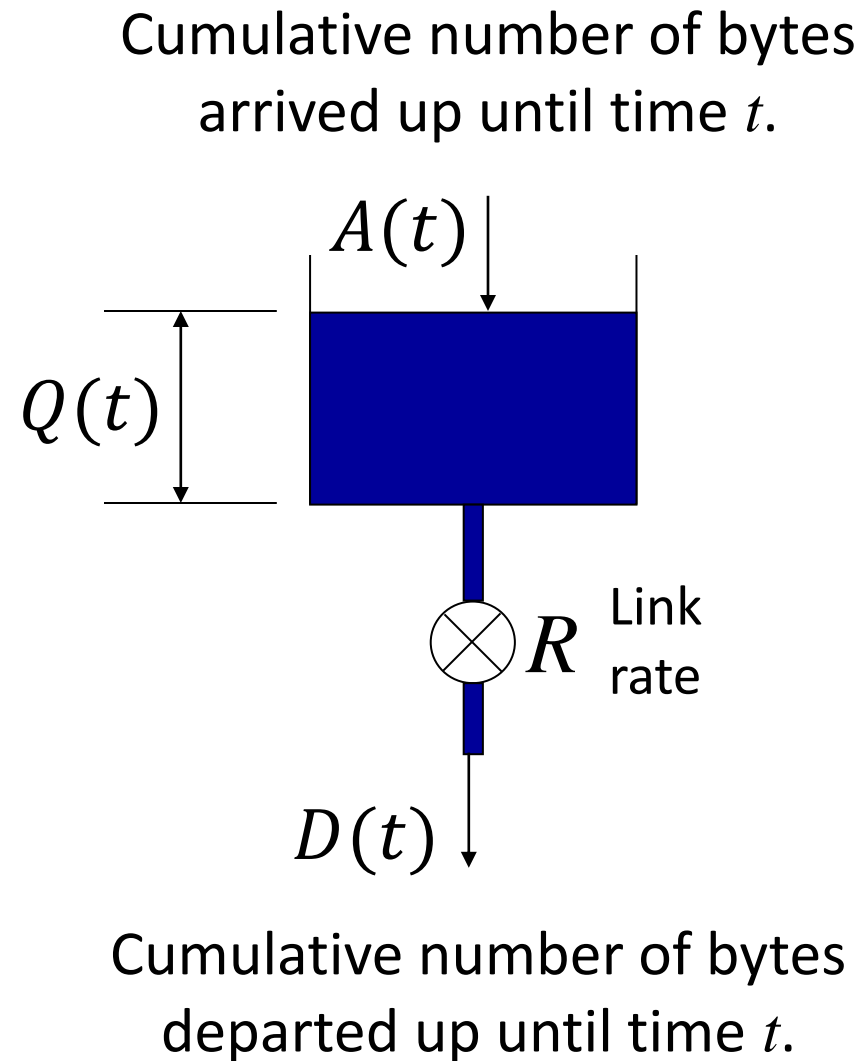 Cumulative number of bytes
arrived up until time t.
A(t)
Q(t)
R
Link
rate
D(t)
Cumulative number of bytes
departed up until time t.